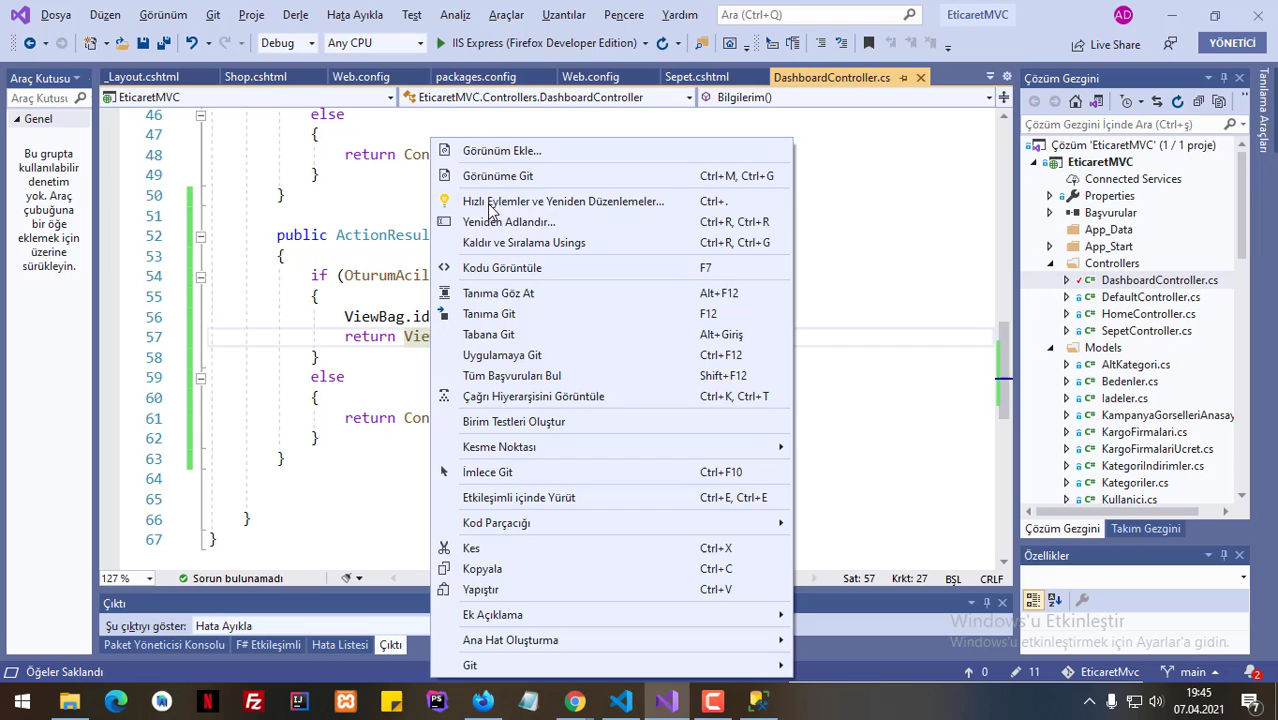 Dosya Düzen Görünüm Git Proje Derle Hata Ayıkla Test Analiz Araçlar Uzantılar Pencere Yardım Ara (Ctrl+Q) EticaretMVC AD
Debug Any CPU IIS Express (Firefox Developer Edition) Live Share YÖNETİCİ
Araç Kutusu
Araç Kutusu
Genel
Bu grupta
kullanılabilir
öğe
yok. Araç
çubuğuna
bir öğe
eklemek için
metin
sürükleyin.
_Layout.cshtml Shop.cshtml Web.config packages.config Web.config Sepet.cshtml DashboardController.cs
EticaretMVC EticaretMVC.Controllers.DashboardController Bilgilerim()
46 else
47 {
48 return Con
49 }
50 }
51
52 public ActionResul
53 {
54 if (OturumAcil
55 {
56 ViewBag.id
57 return Vie
58 }
59 else
60 {
61 return Con
62 }
63 }
64
65
66 }
67 }
Görünüm Ekle...
Görünüme Git Ctrl+M, Ctrl+G
Hızlı Eylemler ve Yeniden Düzenlemeler... Ctrl+.
Yeniden Adlandır... Ctrl+R, Ctrl+R
Kaldır ve Sıralama Usings Ctrl+R, Ctrl+G
Kodu Görüntüle F7
Tanıma Göz At Alt+F12
Tanıma Git F12
Tabana Git Alt+Giriş
Uygulamaya Git Ctrl+F12
Tüm Başvuruları Bul Shift+F12
Çağrı Hiyerarşisini Görüntüle Ctrl+K, Ctrl+T
Birim Testleri Oluştur
Kesme Noktası
İmlece Git Ctrl+F10
Etkileşimli içinde Yürüt Ctrl+E, Ctrl+E
Kod Parçacığı
Kes Ctrl+X
Kopyala Ctrl+C
Yapıştır Ctrl+V
Ek Açıklama
Ana Hat Oluşturma
Git
127 % Sorun bulunamadı Sat: 57 Krkt: 27 BŞL CRLF
Çıktı
Şu çıktıyı göster: Hata Ayıkla
Paket Yöneticisi Konsolu F# Etkileşimli Hata Listesi Çıktı
Çözüm Gezgini
Çözüm Gezgini İçinde Ara (Ctrl+ş)
Çözüm 'EticaretMVC' (1 / 1 proje)
EticaretMVC
Connected Services
Properties
Başvurular
App_Data
App_Start
Controllers
DashboardController.cs
DefaultController.cs
HomeController.cs
SepetController.cs
Models
AltKategori.cs
Bedenler.cs
Iadeler.cs
KampanyaGorselleriAnasay
KargoFirmalari.cs
KargoFirmalariUcret.cs
KategoriIndirimler.cs
Kategoriler.cs
Kullanici.cs
Çözüm Gezgini Takım Gezgini
Özellikler
Tanılama Araçları
Windows'u Etkinleştir
Windows'u etkinleştirmek için Ayarlar'a gidin.
Öğeler Saklandı 0 11 EticaretMvc main 2
19:45
07.04.2021 7